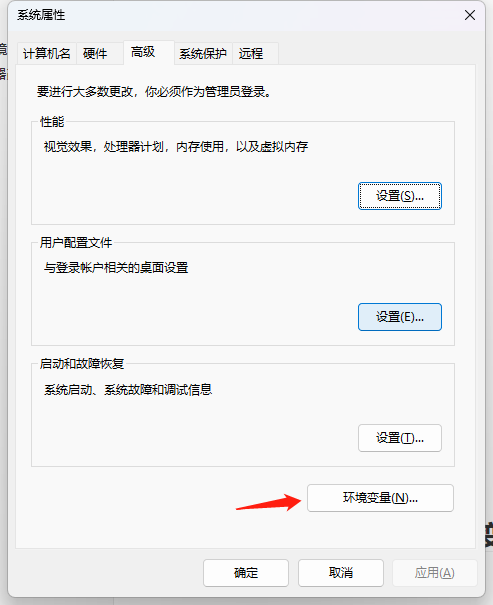 系统属性
计算机名
硬件
高级
系统保护
远程
要进行大多数更改，你必须作为管理员登录。
性能
视觉效果，处理器计划，内存使用，以及虚拟内存
设置(S)...
用户配置文件
与登录帐户相关的桌面设置
设置(E)...
启动和故障恢复
系统启动、系统故障和调试信息
设置(T)...
环境变量(N)...
确定
取消
应用(A)